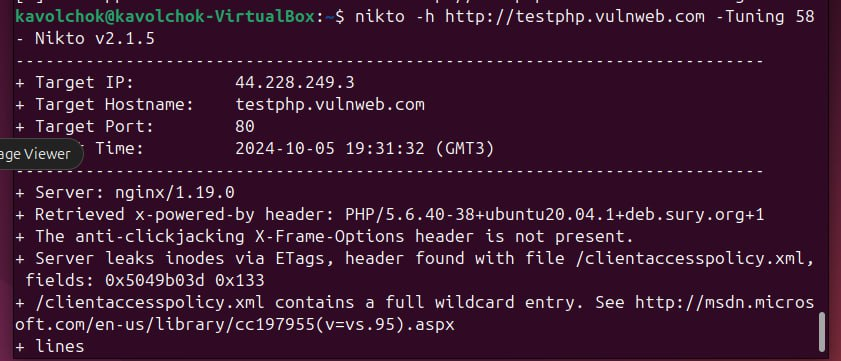 kavolchok@kavolchok-VirtualBox:~$ nikto -h http://testphp.vulnweb.com -Tuning 58
- Nikto v2.1.5
---------------------------------------------------------------------------
+ Target IP:          44.228.249.3
+ Target Hostname:    testphp.vulnweb.com
+ Target Port:        80
age Viewer
Time:          2024-10-05 19:31:32 (GMT3)
---------------------------------------------------------------------------
+ Server: nginx/1.19.0
+ Retrieved x-powered-by header: PHP/5.6.40-38+ubuntu20.04.1+deb.sury.org+1
+ The anti-clickjacking X-Frame-Options header is not present.
+ Server leaks inodes via ETags, header found with file /clientaccesspolicy.xml,
fields: 0x5049b03d 0x133
+ /clientaccesspolicy.xml contains a full wildcard entry. See http://msdn.micros
oft.com/en-us/library/cc197955(v=vs.95).aspx
+ lines